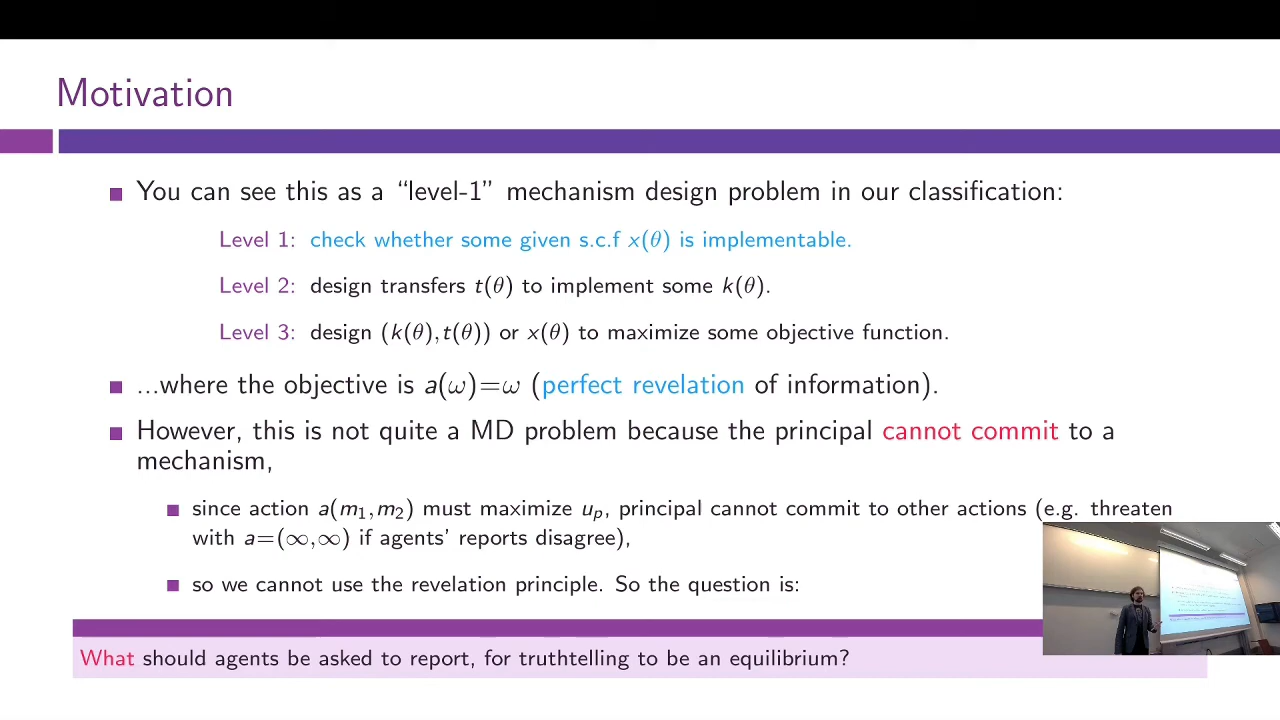 Motivation
You can see this as a “level-1” mechanism design problem in our classification:
Level 1: check whether some given s.c.f x(θ) is implementable.
Level 2: design transfers t(θ) to implement some k(θ).
Level 3: design (k(θ),t(θ)) or x(θ) to maximize some objective function.
...where the objective is a(ω)=ω (perfect revelation of information).
However, this is not quite a MD problem because the principal cannot commit to a
mechanism,
since action a(m₁,m₂) must maximize uₚ, principal cannot commit to other actions (e.g. threaten
with a=(∞,∞) if agents’ reports disagree),
so we cannot use the revelation principle. So the question is:
What should agents be asked to report, for truthtelling to be an equilibrium?